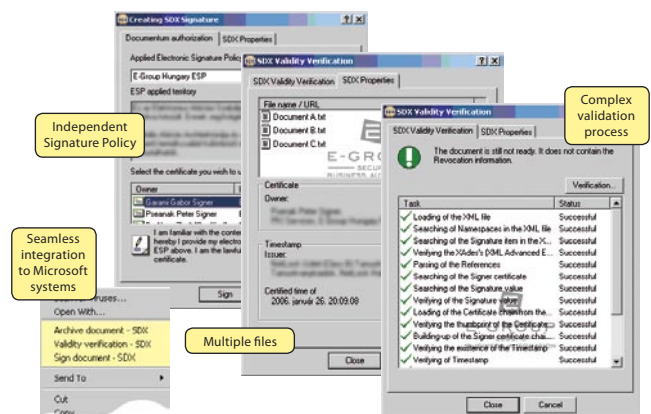 Creating SDX Signature
Documentum authorization
SDX Properties
Applied Electronic Signature Policy
E-Group Hungary ESP
ESP applied territory
Independent
Signature Policy
Select the certificate you wish to
Owner
Garami Gabor Signer
Pseanak Peter Signer
I am familiar with the
hereby I provide my
ESP above. I am the
certificate.
Sign
SDX Validity Verification
SDX Validity Verification
SDX Properties
File name / URL
Document A.txt
Document B.txt
Document C.txt
E-GRO
Certificate
Owner:
Timestamp
Issuer:
Certified time of
2006. január 26. 20:09:08
Close
Multiple files
SDX Validity Verification
SDX Validity Verification
SDX Properties
Complex
validation
process
The document is still not ready. It does not contain the
Revocation information.
Verification...
Task
Status
Loading of the XML file
Successful
Searching of Namespaces in the XML file
Successful
Searching of the Signature item in the X...
Successful
Verifying the XAdes's (XML Advanced E...
Successful
Parsing of the References
Successful
Searching of the Signer certificate
Successful
Searching of the Signature value
Successful
Verifying of the Signature value
Successful
Loading of the Certificate chain from the...
Successful
Verifying the thumbprint of the Certificate...
Successful
Building-up of the Signer certificate chai...
Successful
Verifying the existence of the Timestamp
Successful
Verifying of Timestamp
Successful
Close
Cancel
Seamless
integration
to Microsoft
systems
Open With...
Archive document - SDX
Validity verification - SDX
Sign document - SDX
Send To
Cut
Copy